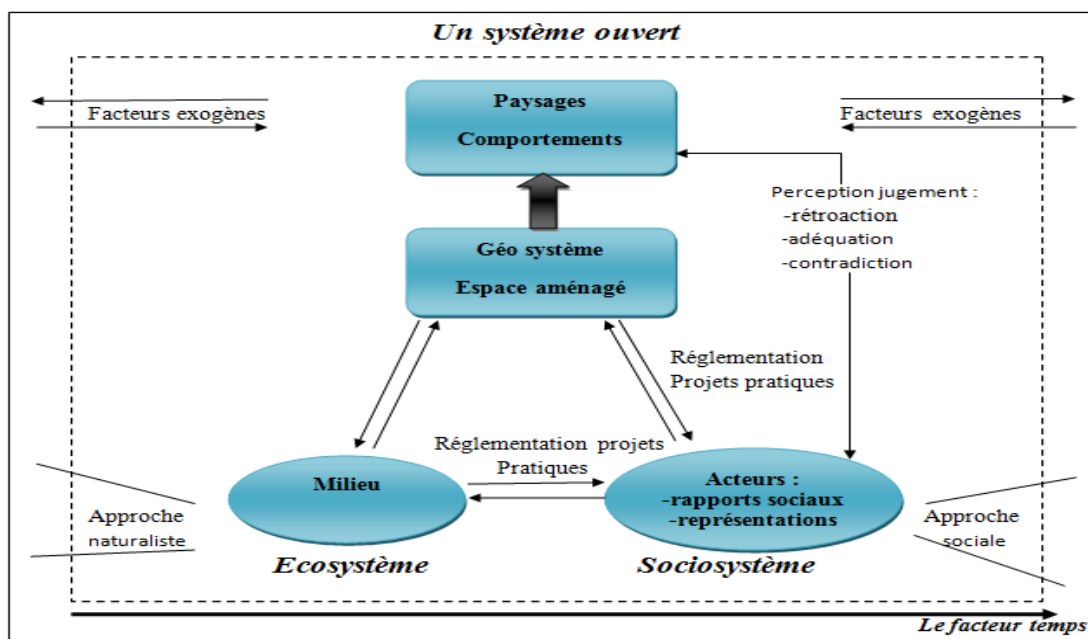 Un système ouvert
Paysages
Comportements
Facteurs exogènes
Facteurs exogènes
Perception jugement :
-rétroaction
-adéquation
-contradiction
Géo système
Espace aménagé
Réglementation
Projets pratiques
Réglementation projets
Pratiques
Milieu
Acteurs :
-rapports sociaux
-représentations
Approche
naturaliste
Approche
sociale
Ecosystème
Sociosystème
Le facteur temps